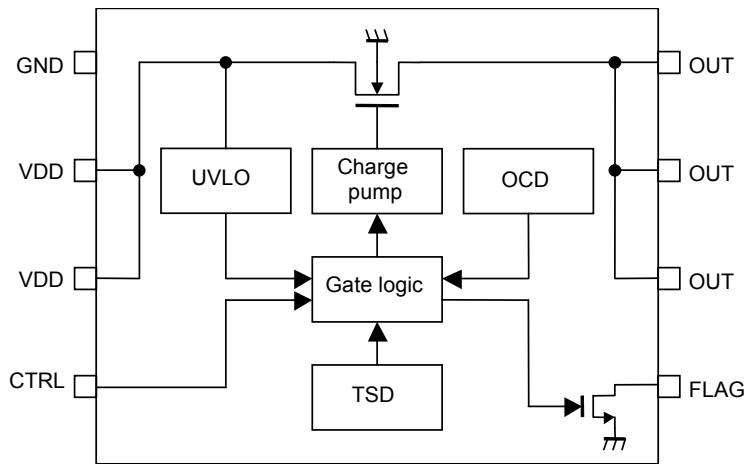 GND
OUT
VDD
UVLO
Charge
pump
OCD
OUT
VDD
Gate logic
OUT
CTRL
TSD
FLAG